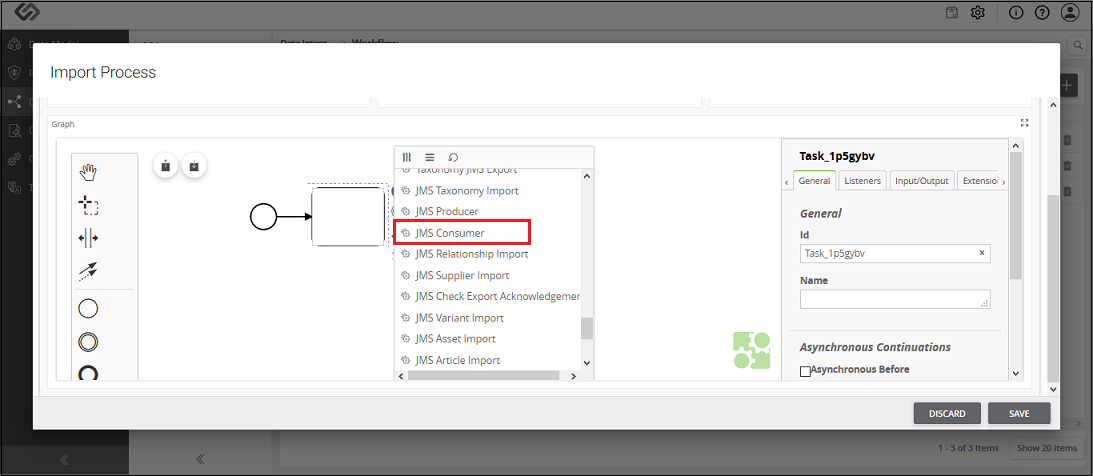 Workflow
Import Process
Graph
Task_1p5gybv
General
Listeners
Input/Output
Extensio
General
Id
Task_1p5gybv
Name
Asynchronous Continuations
Asynchronous Before
Taxonomy JMS Export
JMS Taxonomy Import
JMS Producer
JMS Consumer
JMS Relationship Import
JMS Supplier Import
JMS Check Export Acknowledgemer
JMS Variant Import
JMS Asset Import
JMS Article Import
DISCARD
SAVE
1 - 3 of 3 Items
Show 20 Items